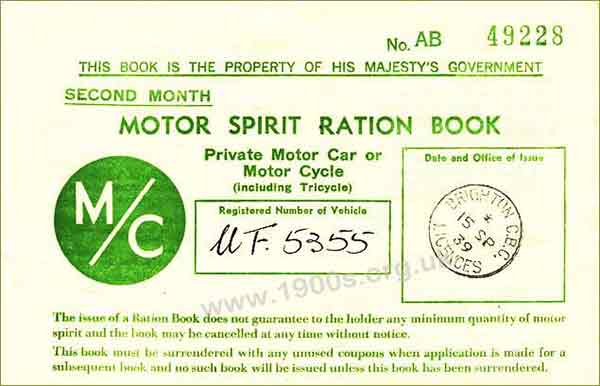 No. AB 49228
THIS BOOK IS THE PROPERTY OF HIS MAJESTY'S GOVERNMENT
SECOND MONTH
MOTOR SPIRIT RATION BOOK
Private Motor Car or
Motor Cycle
(including Tricycle)
M/C
Registered Number of Vehicle
UF. 5355
Date and Office of Issue
BRIGHTON C.B.C.
*
15 SP
39
LICENCES
www.1900s.org.u
The issue of a Ration Book does not guarantee to the holder any minimum quantity of motor
spirit and the book may be cancelled at any time without notice.
This book must be surrendered with any unused coupons when application is made for a
subsequent book and no such book will be issued unless this book has been surrendered.